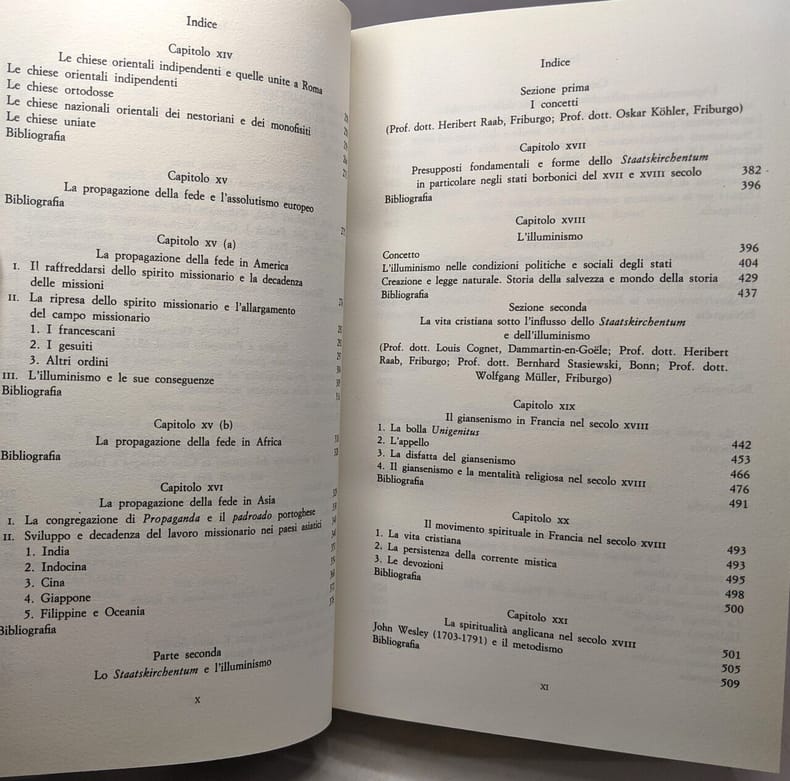 Indice
Capitolo XIV
Le chiese orientali indipendenti e quelle unite a Roma
Le chiese orientali indipendenti
Le chiese ortodosse
Le chiese nazionali orientali dei nestoriani e dei monofisiti
Le chiese uniate
Bibliografia
Capitolo XV
La propagazione della fede e l'assolutismo europeo
Bibliografia
Capitolo XV (a)
La propagazione della fede in America
I. Il raffreddarsi dello spirito missionario e la decadenza
delle missioni
II. La ripresa dello spirito missionario e l'allargamento
del campo missionario
1. I francescani
2. I gesuiti
3. Altri ordini
III. L'illuminismo e le sue conseguenze
Bibliografia
Capitolo XV (b)
La propagazione della fede in Africa
Bibliografia
Capitolo XVI
La propagazione della fede in Asia
I. La congregazione di Propaganda e il padroado portoghese
II. Sviluppo e decadenza del lavoro missionario nei paesi asiatici
1. India
2. Indocina
3. Cina
4. Giappone
5. Filippine e Oceania
Bibliografia
Parte seconda
Lo Staatskirchentum e l'illuminismo
X
Indice
Sezione prima
I concetti
(Prof. dott. Heribert Raab, Friburgo; Prof. dott. Oskar Köhler, Friburgo)
Capitolo XVII
Presupposti fondamentali e forme dello Staatskirchentum
in particolare negli stati borbonici del XVII e XVIII secolo 382
Bibliografia 396
Capitolo XVIII
L'illuminismo
Concetto 396
L'illuminismo nelle condizioni politiche e sociali degli stati 404
Creazione e legge naturale. Storia della salvezza e mondo della storia 429
Bibliografia 437
Sezione seconda
La vita cristiana sotto l'influsso dello Staatskirchentum
e dell'illuminismo
(Prof. dott. Louis Cognet, Dammartin-en-Goële; Prof. dott. Heribert
Raab, Friburgo; Prof. dott. Bernhard Stasiewski, Bonn; Prof. dott.
Wolfgang Müller, Friburgo)
Capitolo XIX
Il giansenismo in Francia nel secolo XVIII
1. La bolla Unigenitus 442
2. L'appello 453
3. La disfatta del giansenismo 466
4. Il giansenismo e la mentalità religiosa nel secolo XVIII 476
Bibliografia 491
Capitolo XX
Il movimento spirituale in Francia nel secolo XVIII 493
1. La vita cristiana 493
2. La persistenza della corrente mistica 495
3. Le devozioni 498
Bibliografia 500
Capitolo XXI
La spiritualità anglicana nel secolo XVIII 501
John Wesley (1703-1791) e il metodismo 505
Bibliografia 509
XI